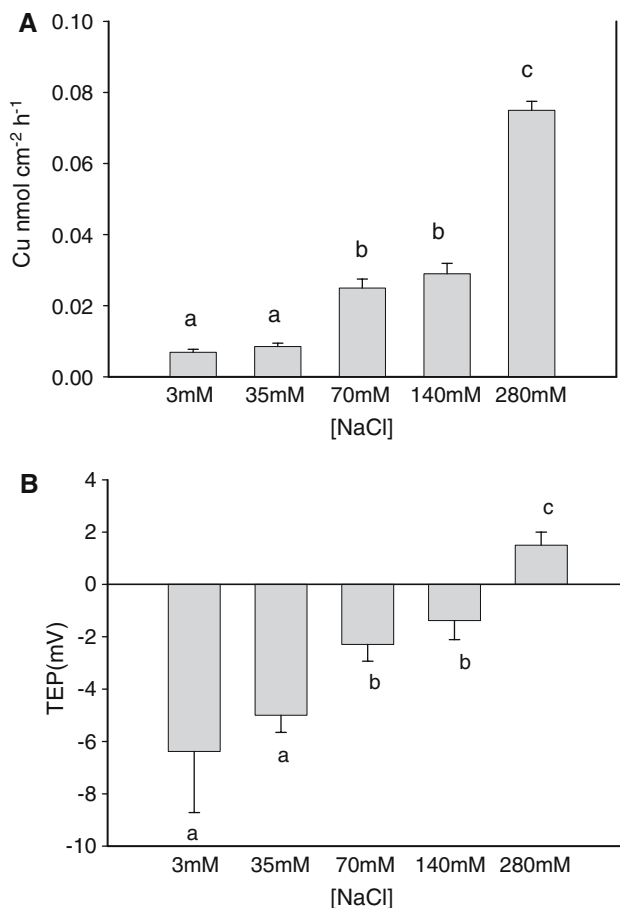 A
Cu nmol cm⁻² h⁻¹
0.10
0.08
0.06
0.04
0.02
0.00
a
a
b
b
c
3mM 35mM 70mM 140mM 280mM
[NaCl]
B
TEP(mV)
4
2
0
-2
-4
-6
-8
-10
a
a
b
b
c
3mM 35mM 70mM 140mM 280mM
[NaCl]